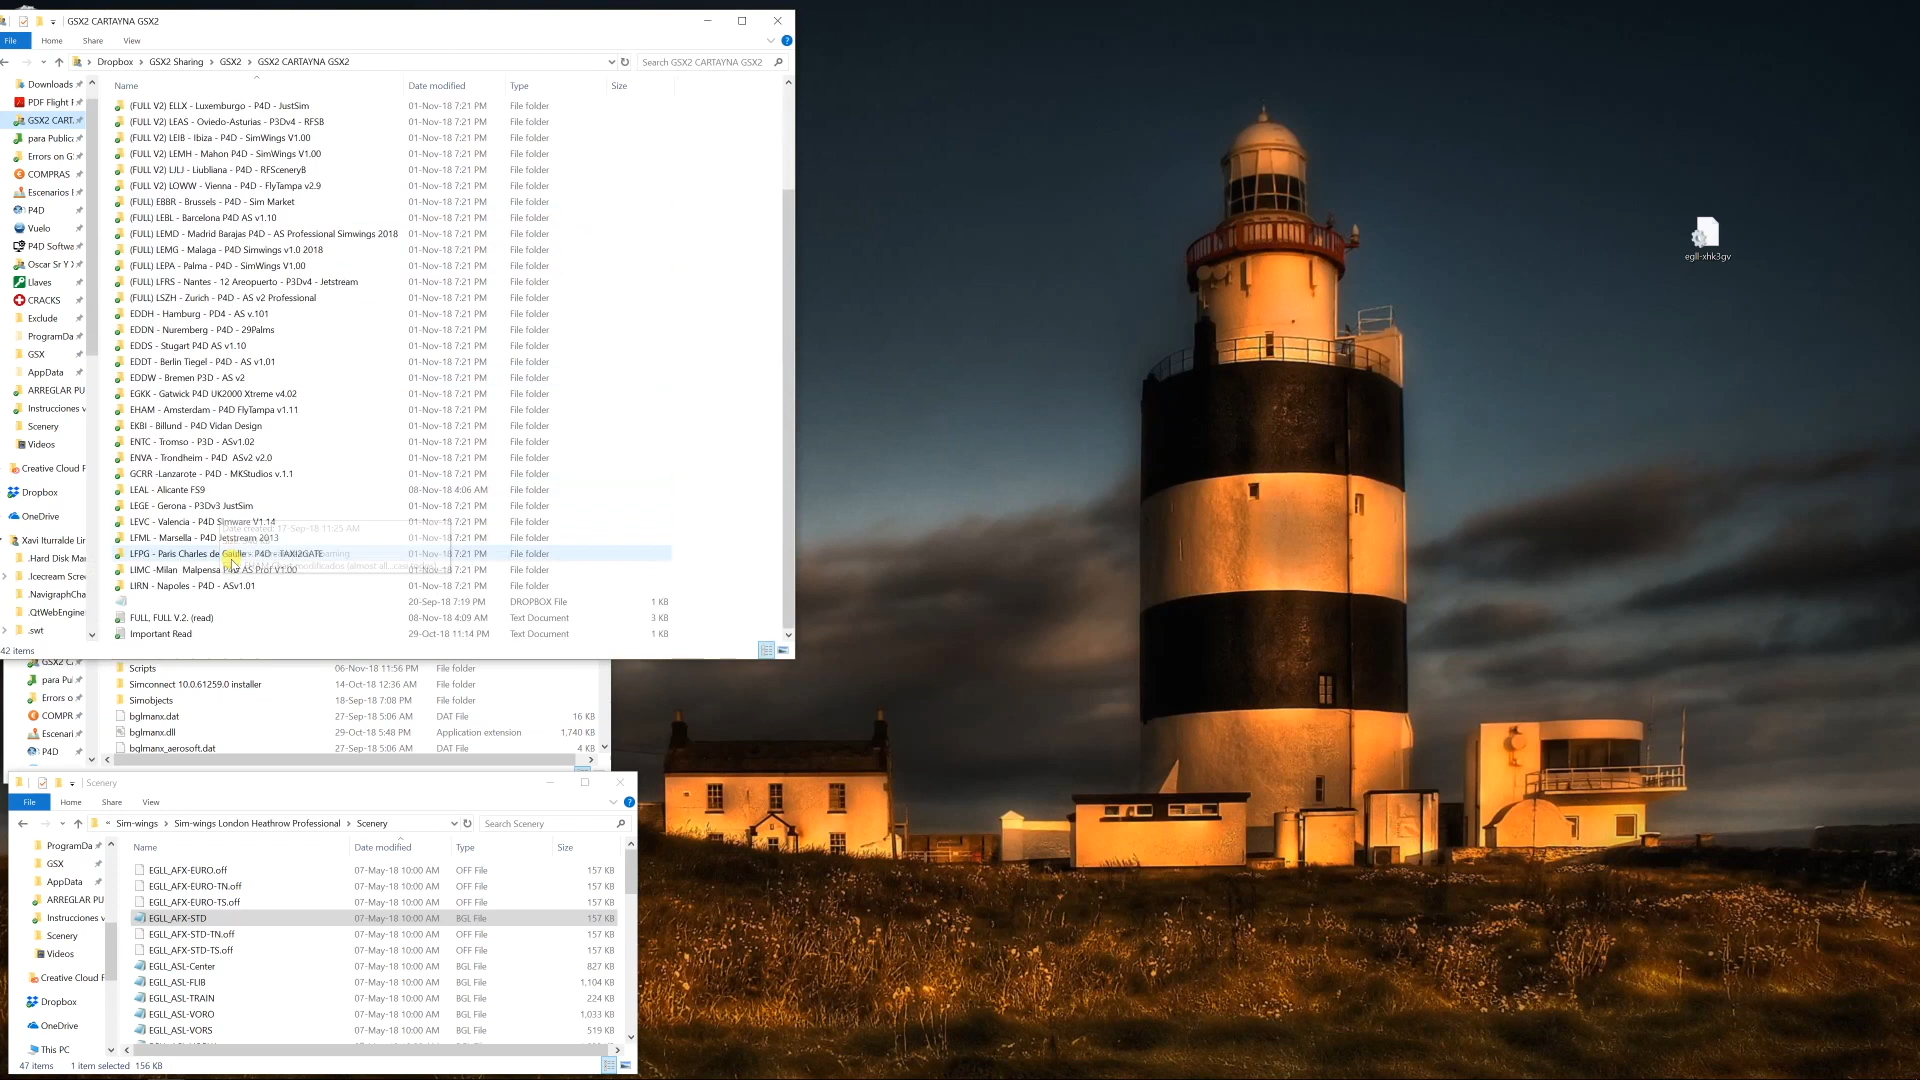 GSX2 CARTAYNA GSX2
File Home Share View
Dropbox GSX2 Sharing GSX2 GSX2 CARTAYNA GSX2
Search GSX2 CARTAYNA GSX2
Name Date modified Type Size
(FULL V2) ELLX - Luxemburgo - P4D - JustSim 01-Nov-18 7:21 PM File folder
(FULL V2) LEAS - Oviedo-Asturias - P3Dv4 - RFSB 01-Nov-18 7:21 PM File folder
(FULL V2) LEIB - Ibiza - P4D - SimWings V1.00 01-Nov-18 7:21 PM File folder
(FULL V2) LEMH - Mahon P4D - SimWings V1.00 01-Nov-18 7:21 PM File folder
(FULL V2) LJLJ - Liubliana - P4D - RFSceneryB 01-Nov-18 7:21 PM File folder
(FULL V2) LOWW - Vienna - P4D - FlyTampa v2.9 01-Nov-18 7:21 PM File folder
(FULL) EBBR - Brussels - P4D - Sim Market 01-Nov-18 7:21 PM File folder
(FULL) LEBL - Barcelona P4D AS v1.10 01-Nov-18 7:21 PM File folder
(FULL) LEMD - Madrid Barajas P4D - AS Professional Simwings 2018 01-Nov-18 7:21 PM File folder
(FULL) LEMG - Malaga - P4D Simwings v1.0 2018 01-Nov-18 7:21 PM File folder
(FULL) LEPA - Palma - P4D - SimWings V1.00 01-Nov-18 7:21 PM File folder
(FULL) LFRS - Nantes - 12 Areopuerto - P3Dv4 - Jetstream 01-Nov-18 7:21 PM File folder
(FULL) LSZH - Zurich - P4D - AS v2 Professional 01-Nov-18 7:21 PM File folder
EDDH - Hamburg - PD4 - AS v.101 01-Nov-18 7:21 PM File folder
EDDN - Nuremberg - P4D - 29Palms 01-Nov-18 7:21 PM File folder
EDDS - Stugart P4D AS v1.10 01-Nov-18 7:21 PM File folder
EDDT - Berlin Tiegel - P4D - AS v1.01 01-Nov-18 7:21 PM File folder
EDDW - Bremen P3D - AS v2 01-Nov-18 7:21 PM File folder
EGKK - Gatwick P4D UK2000 Xtreme v4.02 01-Nov-18 7:21 PM File folder
EHAM - Amsterdam - P4D FlyTampa v1.11 01-Nov-18 7:21 PM File folder
EKBI - Billund - P4D Vidan Design 01-Nov-18 7:21 PM File folder
ENTC - Tromso - P3D - ASv1.02 01-Nov-18 7:21 PM File folder
ENVA - Trondheim - P4D ASv2 v2.0 01-Nov-18 7:21 PM File folder
GCRR -Lanzarote - P4D - MKStudios v.1.1 01-Nov-18 7:21 PM File folder
LEAL - Alicante FS9 08-Nov-18 4:06 AM File folder
LEGE - Gerona - P3Dv3 JustSim 01-Nov-18 7:21 PM File folder
LEVC - Valencia - P4D Simware V1.14 01-Nov-18 7:21 PM File folder
Date created: 17-Sep-18 11:25 AM
LFML - Marsella - P4D Jetstream 2013 01-Nov-18 7:21 PM File folder
LFPG - Paris Charles de Gaulle - P4D - TAXI2GATE 01-Nov-18 7:21 PM File folder
LIMC -Milan Malpensa P4D AS Prof V1.00 01-Nov-18 7:21 PM File folder
LIRN - Napoles - P4D - ASv1.01 01-Nov-18 7:21 PM File folder
20-Sep-18 7:19 PM DROPBOX File 1 KB
FULL, FULL V.2. (read) 08-Nov-18 4:09 AM Text Document 3 KB
Important Read 29-Oct-18 11:14 PM Text Document 1 KB
42 items
Downloads
PDF Flight
GSX2 CART
para Public
Errors on G
COMPRAS
Escenarios
P4D
Vuelo
P4D Softwa
Oscar Sr Y
Llaves
CRACKS
Exclude
ProgramDa
GSX
AppData
ARREGLAR PU
Instrucciones v
Scenery
Videos
Creative Cloud F
Dropbox
OneDrive
Xavi Iturralde Lin
.Hard Disk Ma
.Icecream Scre
.NavigraphCha
.QtWebEngine
.swt
GSX2 C
para Pu
Errors o
COMPR
Escenari
P4D
Scripts 06-Nov-18 11:56 PM File folder
Simconnect 10.0.61259.0 installer 14-Oct-18 12:36 AM File folder
Simobjects 18-Sep-18 7:08 PM File folder
bglmanx.dat 27-Sep-18 5:06 AM DAT File 16 KB
bglmanx.dll 29-Oct-18 5:48 PM Application extension 1.740 KB
bglmanx_aerosoft.dat 27-Sep-18 5:06 AM DAT File 4 KB
Scenery
File Home Share View
« Sim-wings Sim-wings London Heathrow Professional Scenery
Search Scenery
Name Date modified Type Size
EGLL_AFX-EURO.off 07-May-18 10:00 AM OFF File 157 KB
EGLL_AFX-EURO-TN.off 07-May-18 10:00 AM OFF File 157 KB
EGLL_AFX-EURO-TS.off 07-May-18 10:00 AM OFF File 157 KB
EGLL_AFX-STD 07-May-18 10:00 AM BGL File 157 KB
EGLL_AFX-STD-TN.off 07-May-18 10:00 AM OFF File 157 KB
EGLL_AFX-STD-TS.off 07-May-18 10:00 AM OFF File 157 KB
EGLL_ASL-Center 07-May-18 10:00 AM BGL File 827 KB
EGLL_ASL-FLIB 07-May-18 10:00 AM BGL File 1,104 KB
EGLL_ASL-TRAIN 07-May-18 10:00 AM BGL File 224 KB
EGLL_ASL-VORO 07-May-18 10:00 AM BGL File 1,033 KB
EGLL_ASL-VORS 07-May-18 10:00 AM BGL File 519 KB
ProgramDa
GSX
AppData
ARREGLAR PU
Instrucciones v
Scenery
Videos
Creative Cloud F
Dropbox
OneDrive
This PC
47 items 1 item selected 156 KB
egll-xhk3gv